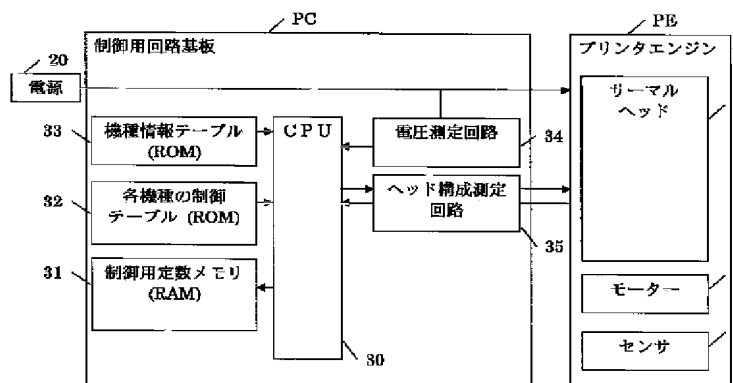 PC
PE
制御用回路基板
プリンタエンジン
20
電源
サーマル
ヘッド
33
機種情報テーブル
(ROM)
CPU
電圧測定回路
34
32
各機種の制御
テーブル (ROM)
ヘッド構成測定
回路
35
31
制御用定数メモリ
(RAM)
モーター
30
センサ